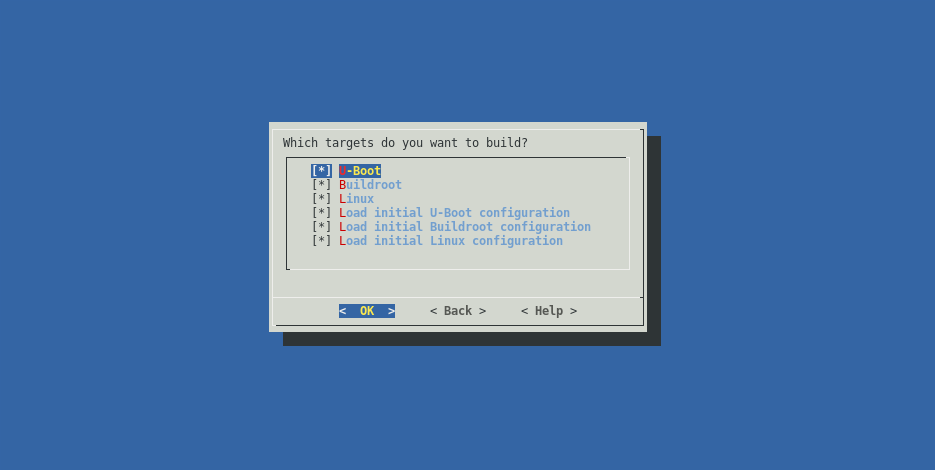 Which targets do you want to build?
[*] U-Boot
[*] Buildroot
[*] Linux
[*] Load initial U-Boot configuration
[*] Load initial Buildroot configuration
[*] Load initial Linux configuration
<  OK  > < Back > < Help >